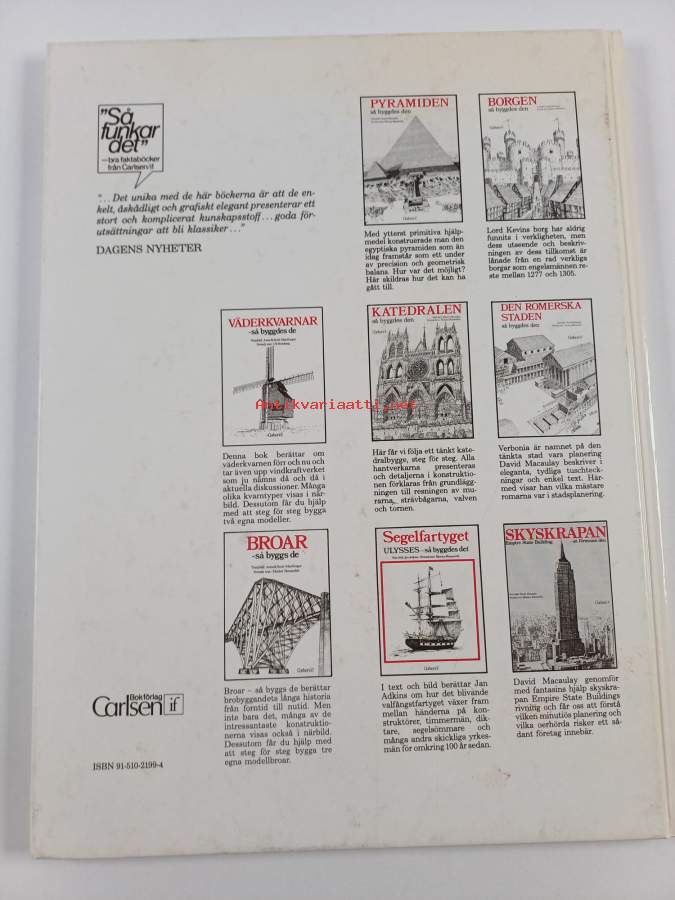 "Så
funkar
det"
—bra faktaböcker
från Carlsen if
"...Det unika med de här böckerna är att de en-
kelt, åskådligt och grafiskt elegant presenterar ett
stort och komplicerat kunskapsstoff...goda för-
utsättningar att bli klassiker..."
DAGENS NYHETER
PYRAMIDEN
så byggdes den
Med ytterst primitiva hjälp-
medel konstruerade man den
egyptiska pyramiden som än
idag framstår som ett under
av precision och geometrisk
balans. Hur var det möjligt?
Här skildras hur det kan ha
gått till.
BORGEN
så byggdes den
Lord Kevins borg har aldrig
funnits i verkligheten, men
dess utseende och beskriv-
ningen av dess tillkomst är
lånade från en rad verkliga
borgar som engelsmännen re-
ste mellan 1277 och 1305.
VÄDERKVARNAR
-så byggdes de
Carlsen if
Denna bok berättar om
väderkvarnen förr och nu och
tar även upp vindkraftverket
som ju nämns då och då i
aktuella diskussioner. Många
olika kvarntyper visas i när-
bild. Dessutom får du hjälp
med att steg för steg bygga
två egna modeller.
KATEDRALEN
-så byggdes den
Här får vi följa ett tänkt kate-
dralbygge, steg för steg. Alla
hantverkarna presenteras
och detaljerna i konstruktio-
nen förklaras från grundlägg-
ningen till resningen av mu-
rarna, strävbågarna, valven
och tornen.
DEN ROMERSKA
STADEN
så byggdes den
Verbonia är namnet på den
tänkta stad vars planering
David Macaulay beskriver i
eleganta, tydliga tuschteck-
ningar och enkel text. Här-
med visar han vilka mästare
romarna var i stadsplanering.
Antikvariaatti.net
BROAR
-så byggs de
Carlsen if
Broar – så byggs de berättar
brobyggandets långa historia
från forntid till nutid. Men
inte bara det, många av de
intressantaste konstruktio-
nerna visas också i närbild.
Dessutom får du hjälp med
att steg för steg bygga tre
egna modellbroar.
Segelfartyget
ULYSSES - så byggdes det
Carlsen if
I text och bild berättar Jan
Adkins om hur det blivande
valfångstfartyget växer fram
mellan händerna på kon-
struktörer, timmermän, dik-
tare, segelsömmare och
många andra skickliga yrkes-
män för omkring 100 år sedan.
SKYSKRAPAN
Empire State Building
David Macaulay genomför
med fantasins hjälp skyskra-
pan Empire State Buildings
rivning och får oss att förstå
vilken minutiös planering och
vilka oerhörda risker ett så-
dant företag innebär.
Bokförlag
Carlsen if
ISBN 91-510-2199-4